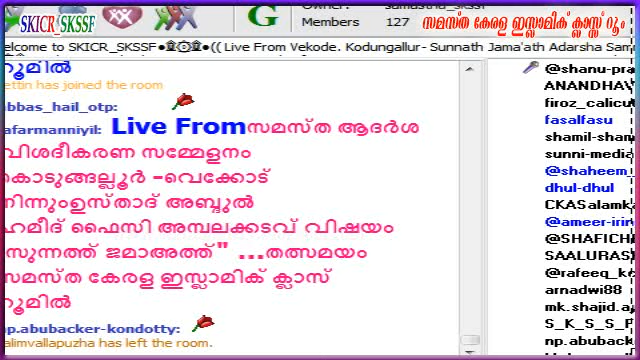 SKICR_SKSSF
Members 127
സമസ്ത കേരള ഇസ്ലാമിക് ക്ലാസ്സ് റൂം
elcome to SKICR_SKSSF (( Live From Vekode. Kodungallur- Sunnath Jama'ath Adarsha Sam
റൂമിൽ
ettin has joined the room
abbas_hail_otp:
afarmanniyil: Live Fromസമസ്ത ആദർശ
വിശദീകരണ സമ്മേളനം
കൊടുങ്ങല്ലൂർ -വെക്കോട്
നിന്നുംഉസ്താദ് അബ്ദുൽ
ഹമീദ് ഫൈസി അമ്പലക്കടവ് വിഷയം
സുന്നത്ത് ജമാഅത്ത്" ...തത്സമയം
സമസ്ത കേരള ഇസ്ലാമിക് ക്ലാസ്
റൂമിൽ
np.abubacker-kondotty:
alimvallapuzha has left the room.
@shanu-pra
ANANDHAV
firoz_calicu
fasalfasu
shamil-sham
sunni-media
@shaheem_
dhul-dhul
CKASalamk
@ameer-irin
@SHAFICHA
SAALURAS
@rafeeq_k
arnadwi88
mk.shajid.a
S_K_S_S_F
np.abubac